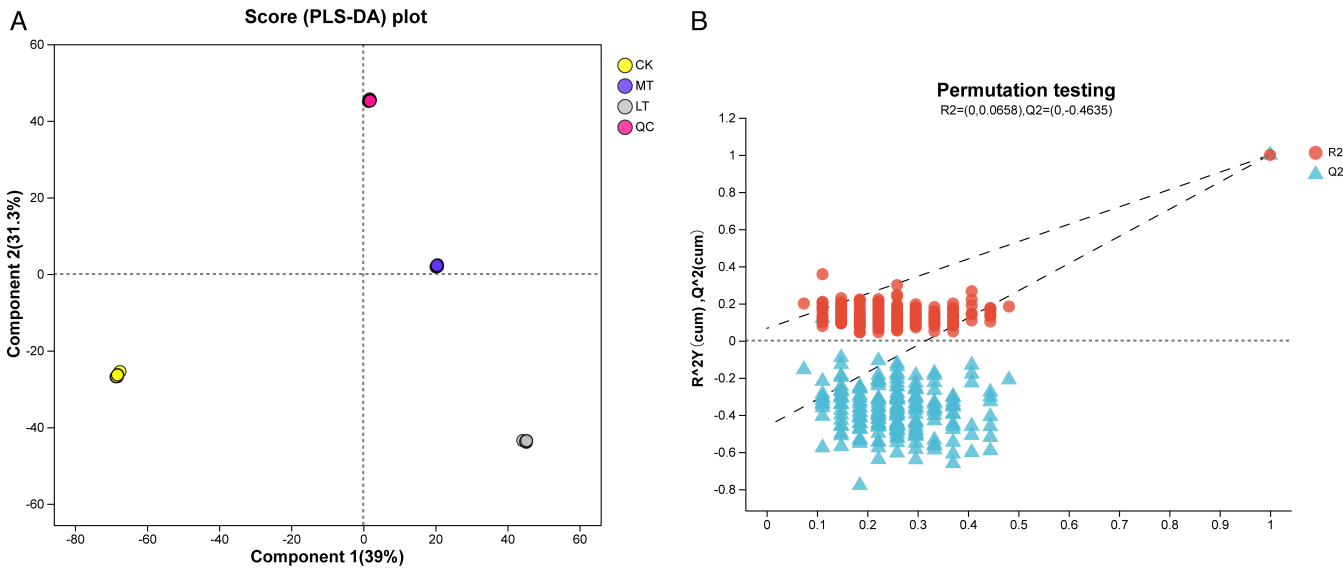 A
Score (PLS-DA) plot
60
40
20
0
-20
-40
-60
Component 2(31.3%)
-80
-60
-40
-20
0
20
40
60
Component 1(39%)
CK
MT
LT
QC
B
Permutation testing
R2=(0,0.0658),Q2=(0,-0.4635)
1.2
1
0.8
0.6
0.4
0.2
0
-0.2
-0.4
-0.6
-0.8
R^2Y (cum) ,Q^2(cum)
0
0.1
0.2
0.3
0.4
0.5
0.6
0.7
0.8
0.9
1
R2
Q2